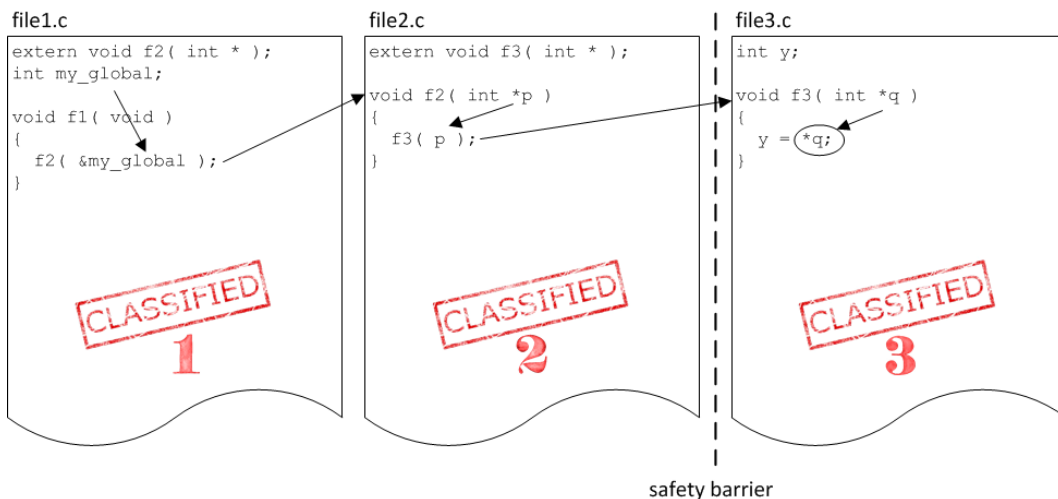 file1.c
extern void f2( int * );
int my_global;
void f1( void )
{
f2( &my_global );
}
CLASSIFIED
1
file2.c
extern void f3( int * );
void f2( int *p )
{
f3( p );
}
CLASSIFIED
2
file3.c
int y;
void f3( int *q )
{
y = *q;
}
CLASSIFIED
3
safety barrier